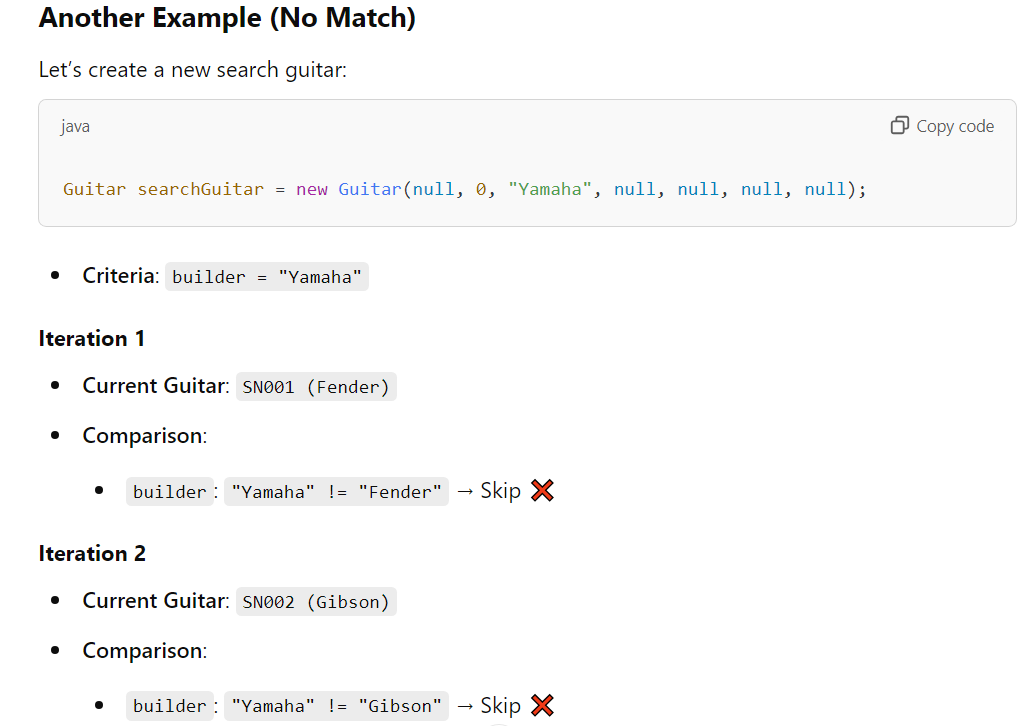 Another Example (No Match)
Let’s create a new search guitar:
java
Copy code
Guitar searchGuitar = new Guitar(null, 0, "Yamaha", null, null, null, null);
• Criteria: builder = "Yamaha"
Iteration 1
• Current Guitar: SN001 (Fender)
• Comparison:
• builder: "Yamaha" != "Fender" → Skip ❌
Iteration 2
• Current Guitar: SN002 (Gibson)
• Comparison:
• builder: "Yamaha" != "Gibson" → Skip ❌